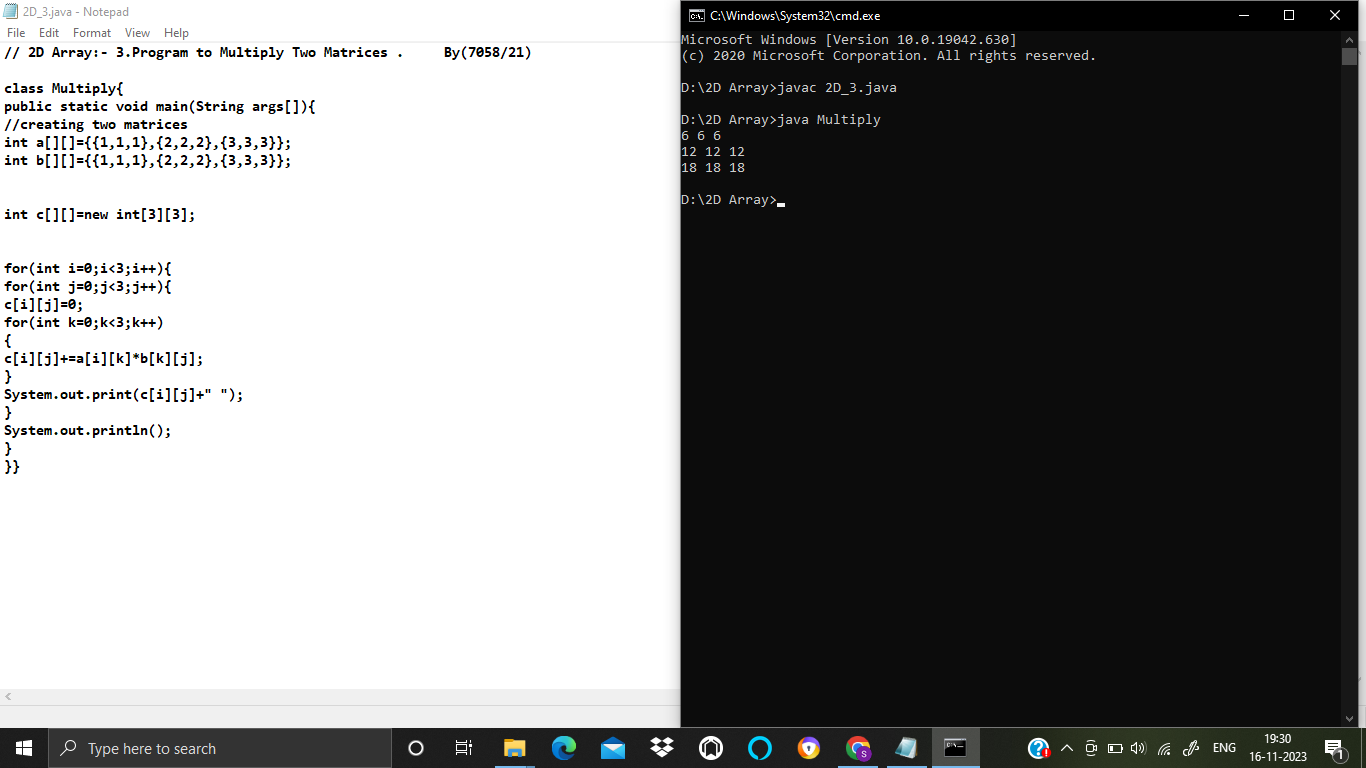 2D_3.java - Notepad
File Edit Format View Help
// 2D Array:- 3.Program to Multiply Two Matrices .     By(7058/21)
class Multiply{
public static void main(String args[]){
//creating two matrices
int a[][]={{1,1,1},{2,2,2},{3,3,3}};
int b[][]={{1,1,1},{2,2,2},{3,3,3}};
int c[][]=new int[3][3];
for(int i=0;i<3;i++){
for(int j=0;j<3;j++){
c[i][j]=0;
for(int k=0;k<3;k++)
{
c[i][j]+=a[i][k]*b[k][j];
}
System.out.print(c[i][j]+" ");
}
System.out.println();
}
}}
C:\Windows\System32\cmd.exe
Microsoft Windows [Version 10.0.19042.630]
(c) 2020 Microsoft Corporation. All rights reserved.
D:\2D Array>javac 2D_3.java
D:\2D Array>java Multiply
6 6 6
12 12 12
18 18 18
D:\2D Array>
Type here to search
ENG
19:30
16-11-2023
1